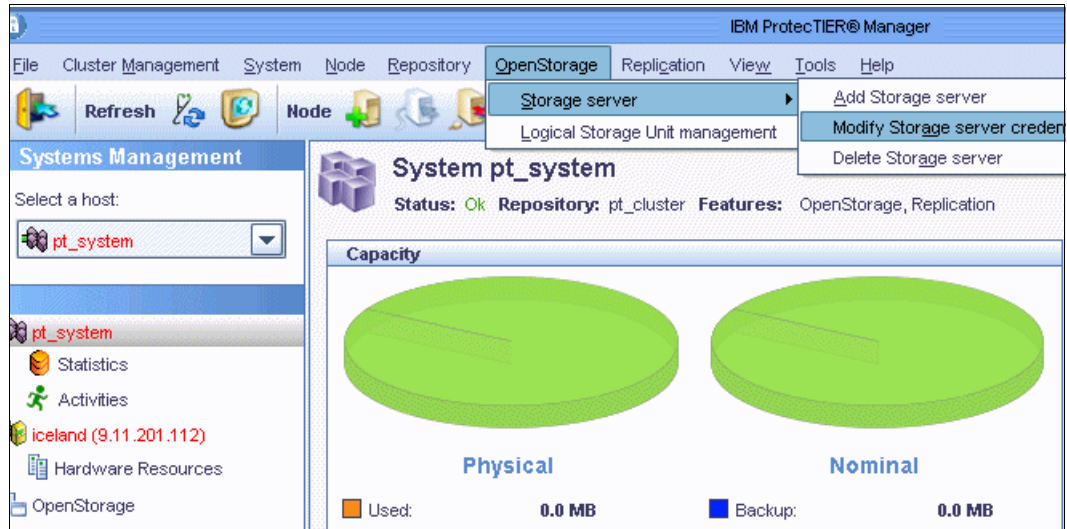 IBM ProtecTIER® Manager
File Cluster Management System Node Repository OpenStorage Replication View Tools Help
Refresh Node
Storage server
Logical Storage Unit management
Add Storage server
Modify Storage server creden
Delete Storage server
Systems Management
Select a host:
pt_system
System pt_system
Status: Ok Repository: pt_cluster Features: OpenStorage, Replication
Capacity
pt_system
Statistics
Activities
iceland (9.11.201.112)
Hardware Resources
OpenStorage
Physical Nominal
Used: 0.0 MB Backup: 0.0 MB